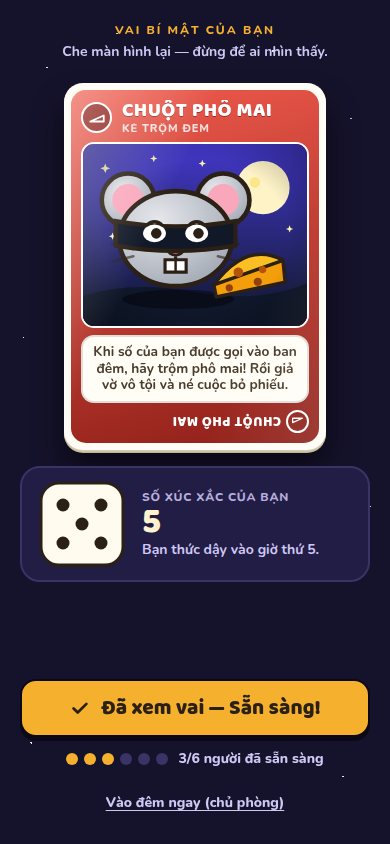 VAI BÍ MẬT CỦA BẠN
Che màn hình lại — đừng để ai nhìn thấy.
CHUỘT PHÔ MAI
KẺ TRỘM ĐÊM
Khi số của bạn được gọi vào ban
đêm, hãy trộm phô mai! Rồi giả
vờ vô tội và né cuộc bỏ phiếu.
CHUỘT PHÔ MAI
SỐ XÚC XẮC CỦA BẠN
5
Bạn thức dậy vào giờ thứ 5.
Đã xem vai — Sẵn sàng!
3/6 người đã sẵn sàng
Vào đêm ngay (chủ phòng)